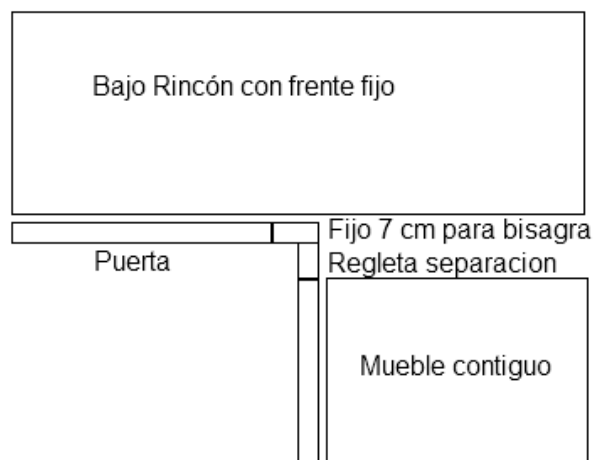 Bajo Rincón con frente fijo
Fijo 7 cm para bisagra
Puerta
Regleta separacion
Mueble contiguo